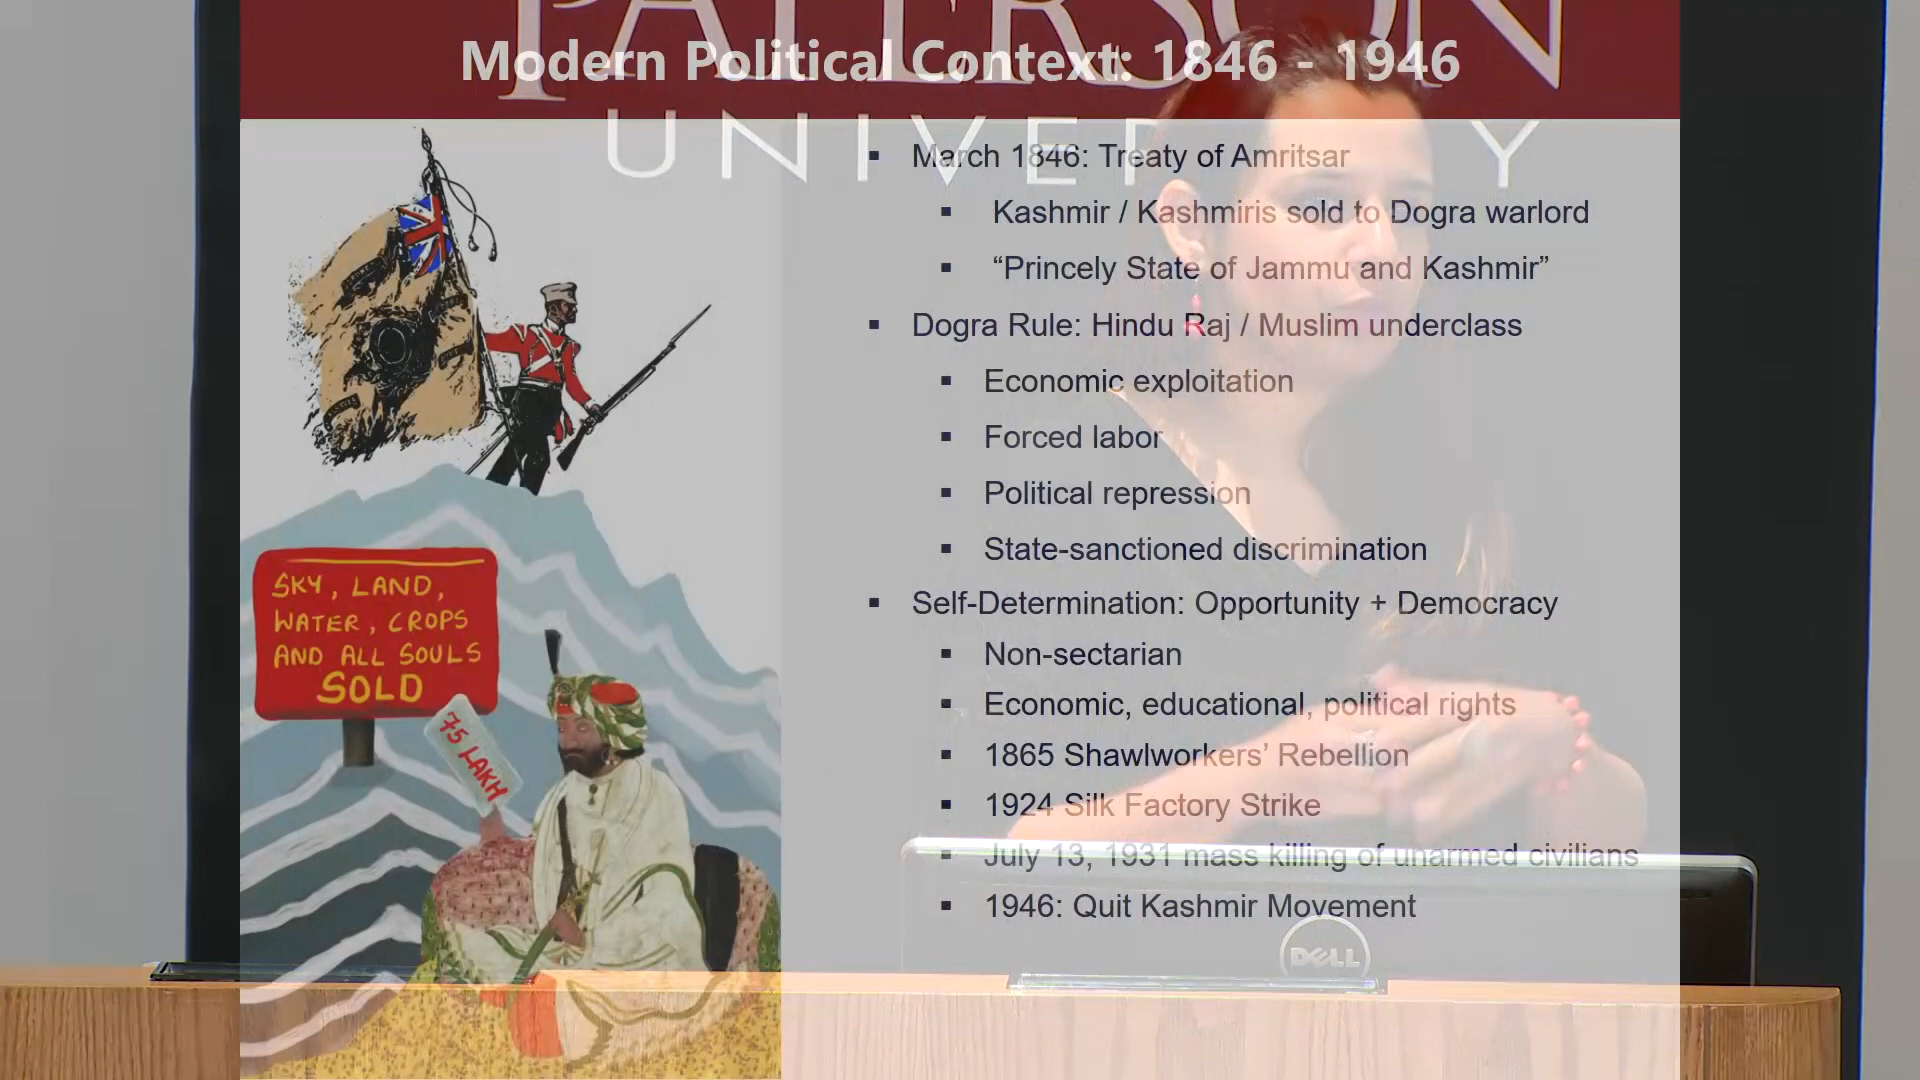 PATERSON
Modern Political Context: 1846 - 1946
UNIVER Y
▪ March 1846: Treaty of Amritsar
▪ Kashmir / Kashmiris sold to Dogra warlord
▪ “Princely State of Jammu and Kashmir”
▪ Dogra Rule: Hindu Raj / Muslim underclass
▪ Economic exploitation
▪ Forced labor
▪ Political repression
▪ State-sanctioned discrimination
▪ Self-Determination: Opportunity + Democracy
▪ Non-sectarian
▪ Economic, educational, political rights
▪ 1865 Shawlworkers’ Rebellion
▪ 1924 Silk Factory Strike
▪ July 13, 1931 mass killing of unarmed civilians
▪ 1946: Quit Kashmir Movement
SKY, LAND,
WATER, CROPS
AND ALL SOULS
SOLD
75 LAKH
DELL